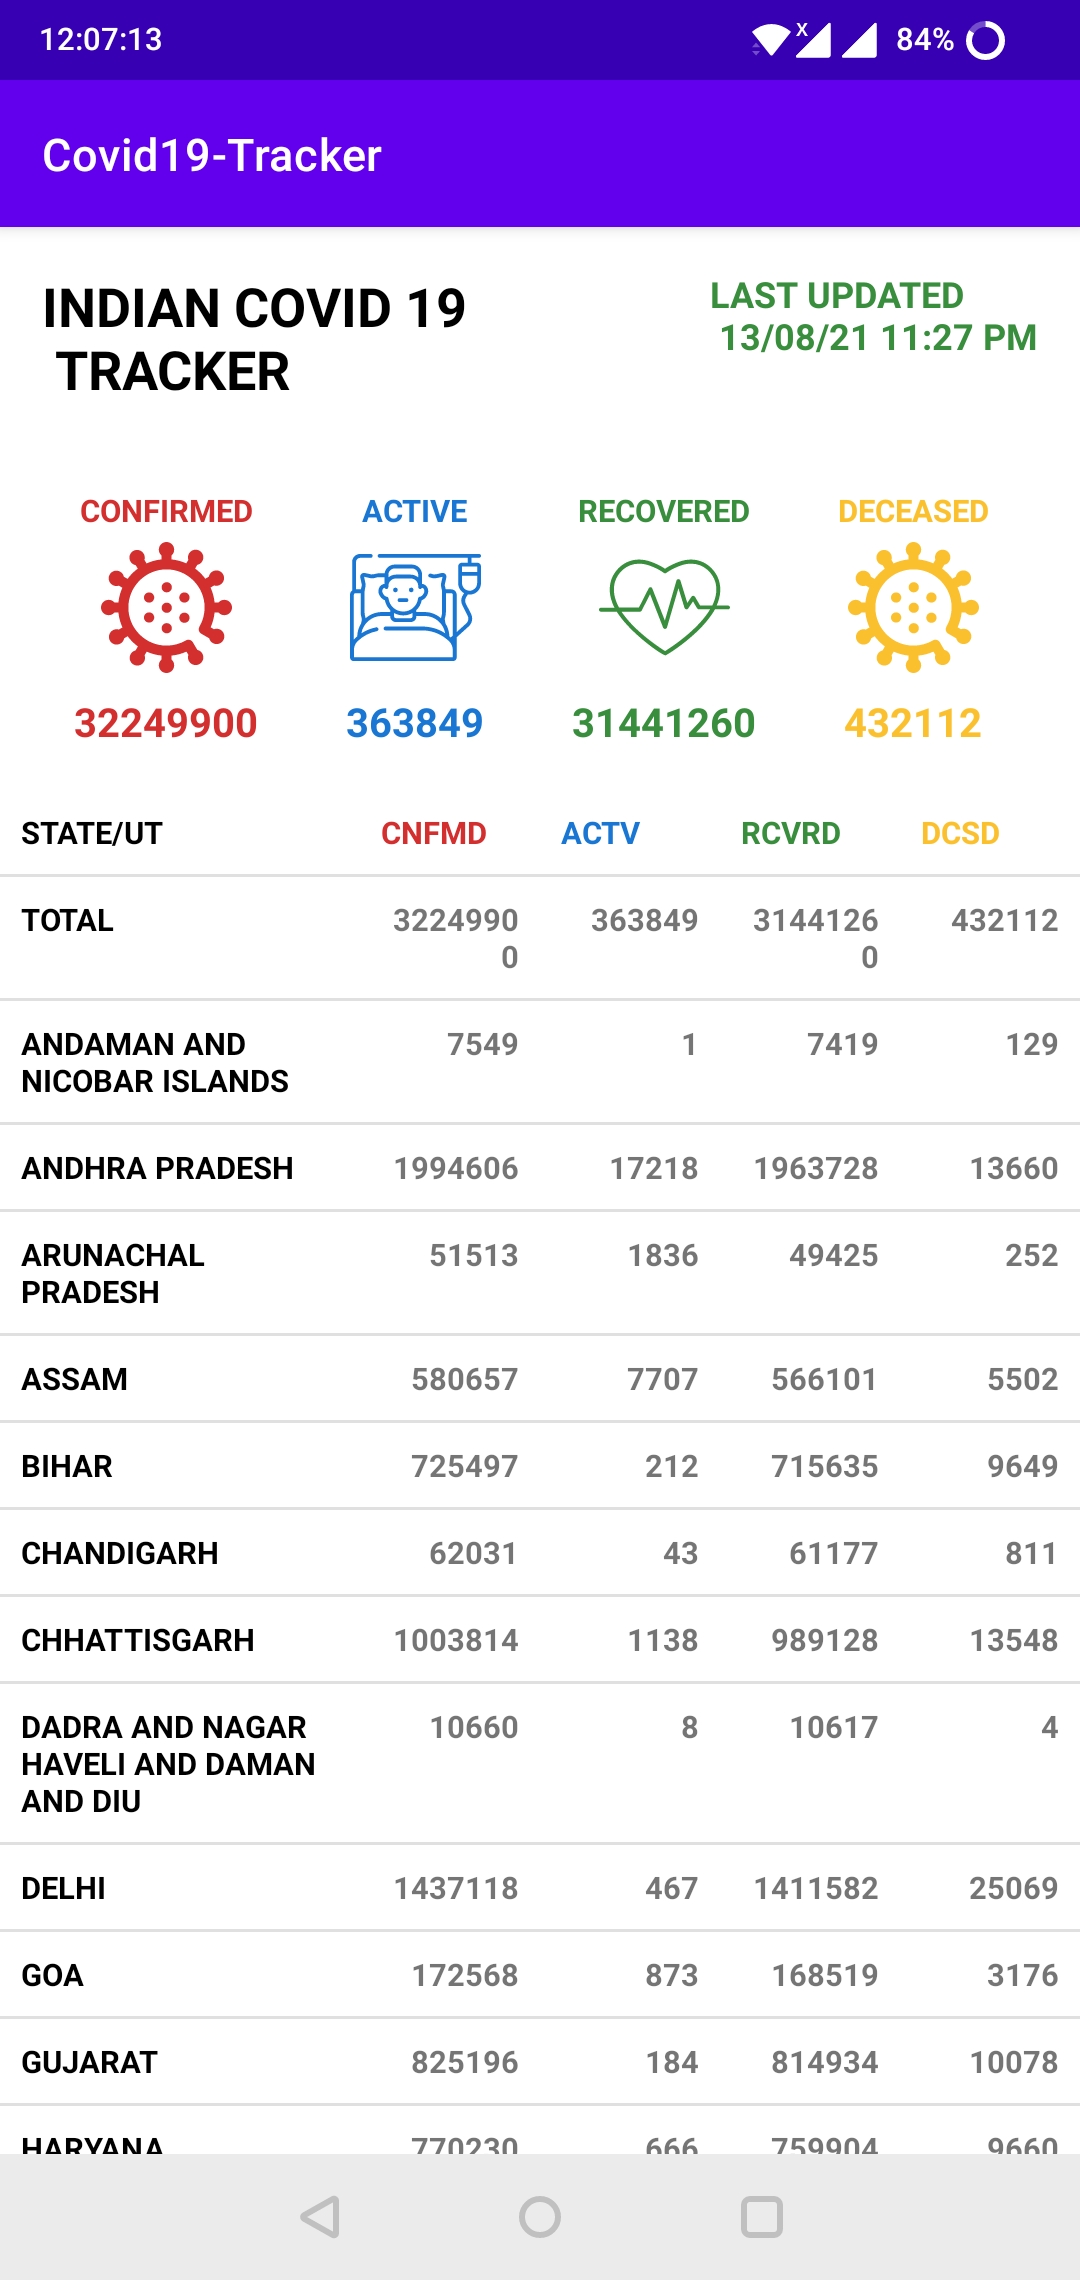 12:07:13
X
84%
Covid19-Tracker
INDIAN COVID 19
TRACKER
LAST UPDATED
13/08/21 11:27 PM
CONFIRMED ACTIVE RECOVERED DECEASED
32249900 363849 31441260 432112
STATE/UT CNFMD ACTV RCVRD DCSD
TOTAL 3224990 363849 3144126 432112
0 0
ANDAMAN AND 7549 1 7419 129
NICOBAR ISLANDS
ANDHRA PRADESH 1994606 17218 1963728 13660
ARUNACHAL 51513 1836 49425 252
PRADESH
ASSAM 580657 7707 566101 5502
BIHAR 725497 212 715635 9649
CHANDIGARH 62031 43 61177 811
CHHATTISGARH 1003814 1138 989128 13548
DADRA AND NAGAR 10660 8 10617 4
HAVELI AND DAMAN
AND DIU
DELHI 1437118 467 1411582 25069
GOA 172568 873 168519 3176
GUJARAT 825196 184 814934 10078
HARYANA 770230 666 759904 9660